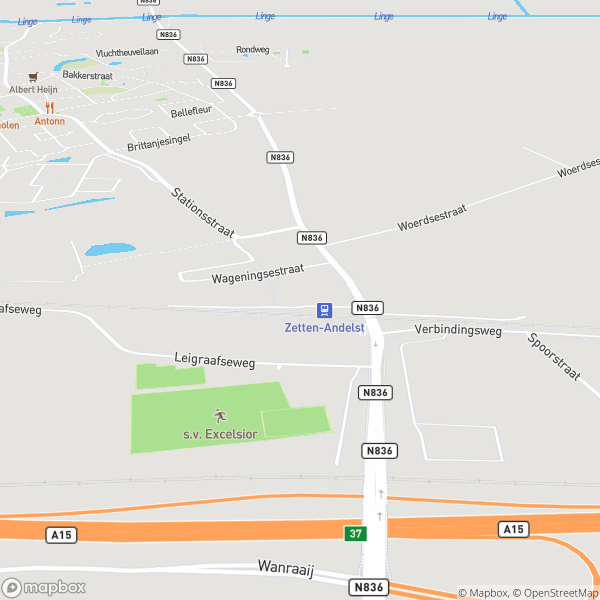 N836
Linge
Linge
Linge
Linge
N836
Vluchtheuvellaan
Rondweg
N836
Bakkerstraat
N836
Albert Heijn
Bellefleur
Antonn
olen
Brittanjesingel
N836
Woerdses
Stationsstraat
Woerdsestraat
N836
Wageningsestraat
N836
afseweg
Zetten-Andelst
Verbindingsweg
Spoorstraat
Leigraafseweg
N836
s.v. Excelsior
N836
A15
37
A15
Wanraaij
N836
mapbox
© Mapbox, © OpenStreetMap